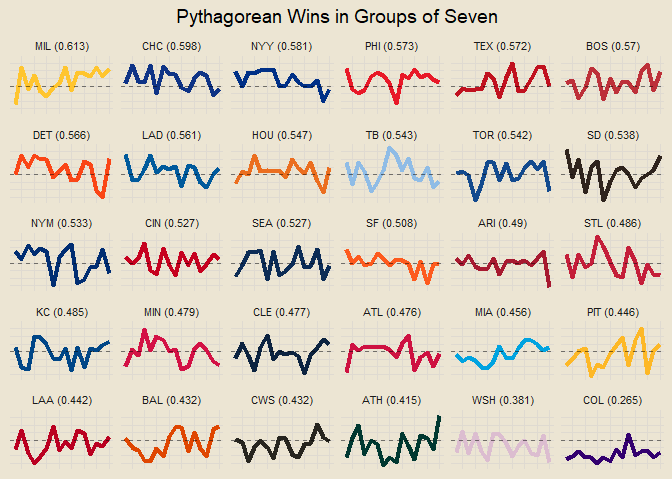 Pythagorean Wins in Groups of Seven
MIL (0.613) CHC (0.598) NYY (0.581) PHI (0.573) TEX (0.572) BOS (0.57)
DET (0.566) LAD (0.561) HOU (0.547) TB (0.543) TOR (0.542) SD (0.538)
NYM (0.533) CIN (0.527) SEA (0.527) SF (0.508) ARI (0.49) STL (0.486)
KC (0.485) MIN (0.479) CLE (0.477) ATL (0.476) MIA (0.456) PIT (0.446)
LAA (0.442) BAL (0.432) CWS (0.432) ATH (0.415) WSH (0.381) COL (0.265)